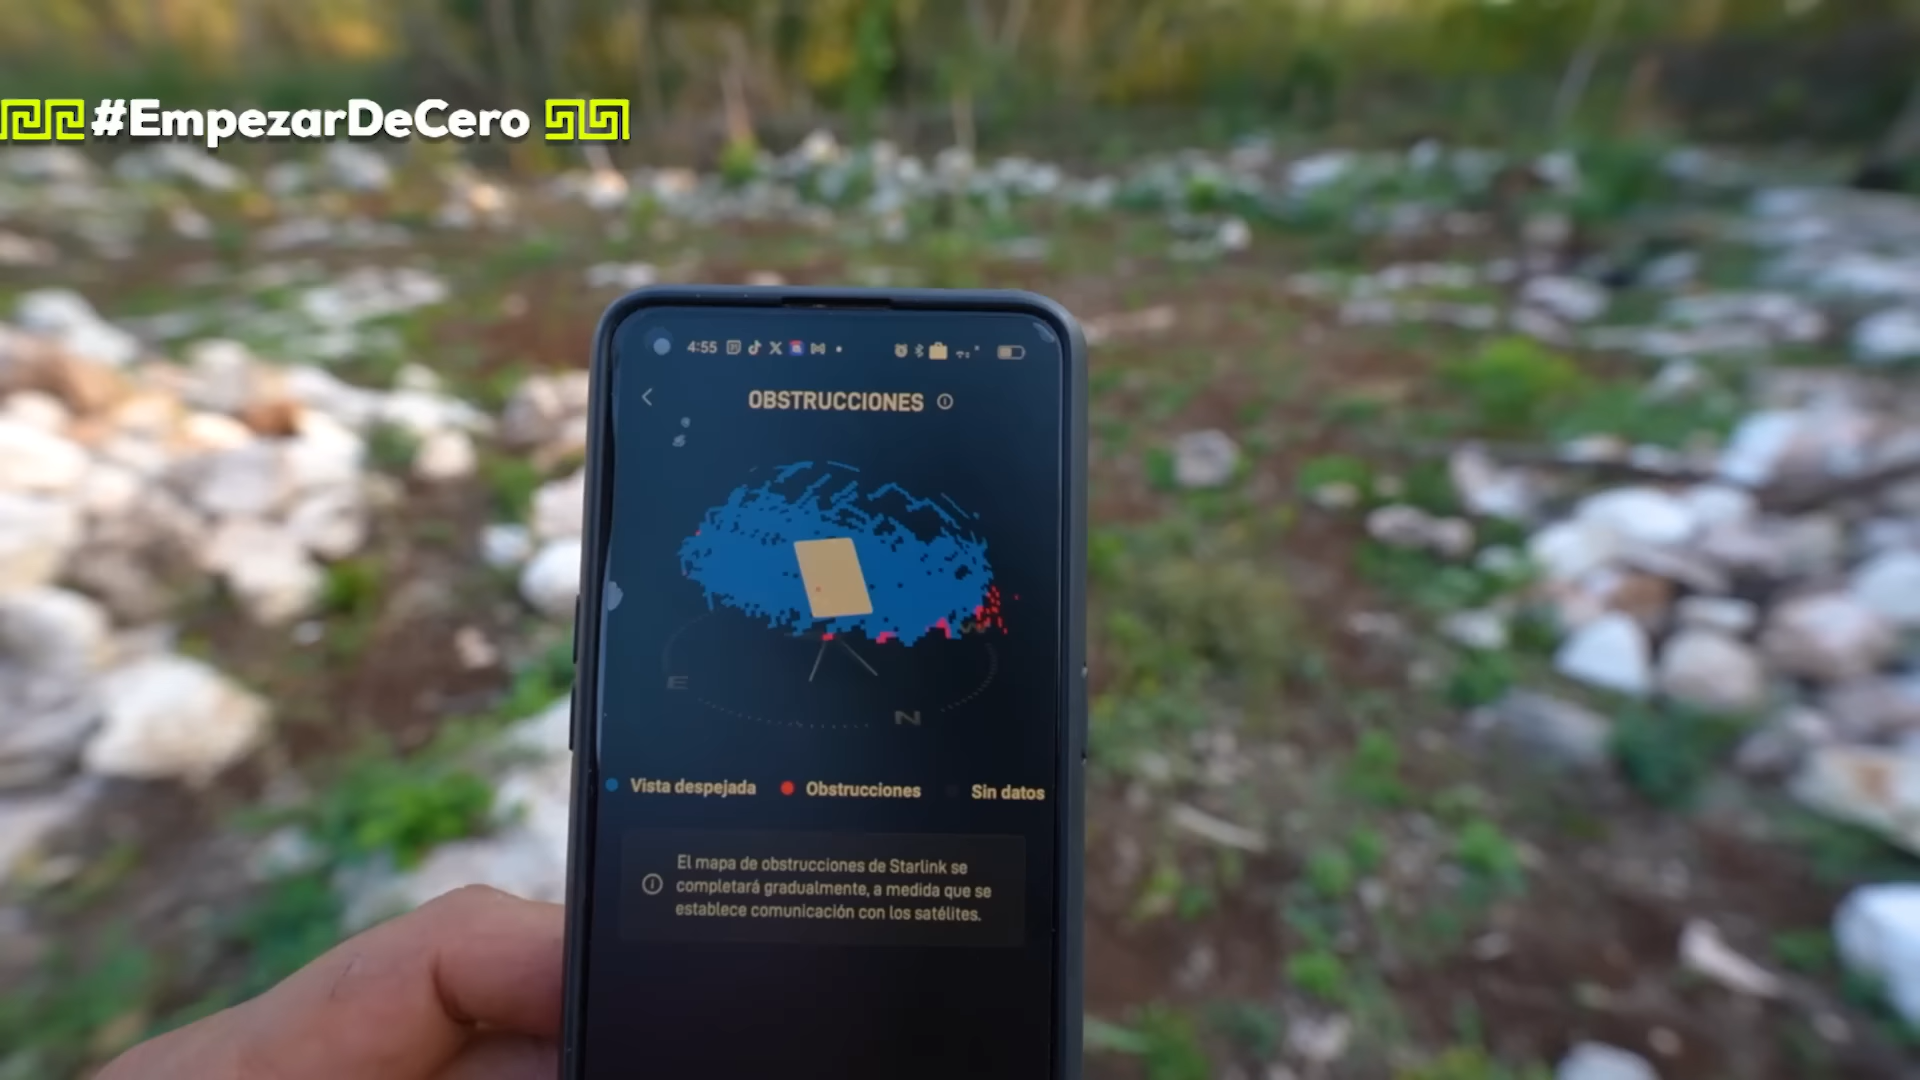 #EmpezarDeCero
4:55
OBSTRUCCIONES
E
N
Vista despejada Obstrucciones Sin datos
El mapa de obstrucciones de Starlink se
completará gradualmente, a medida que se
establece comunicación con los satélites.